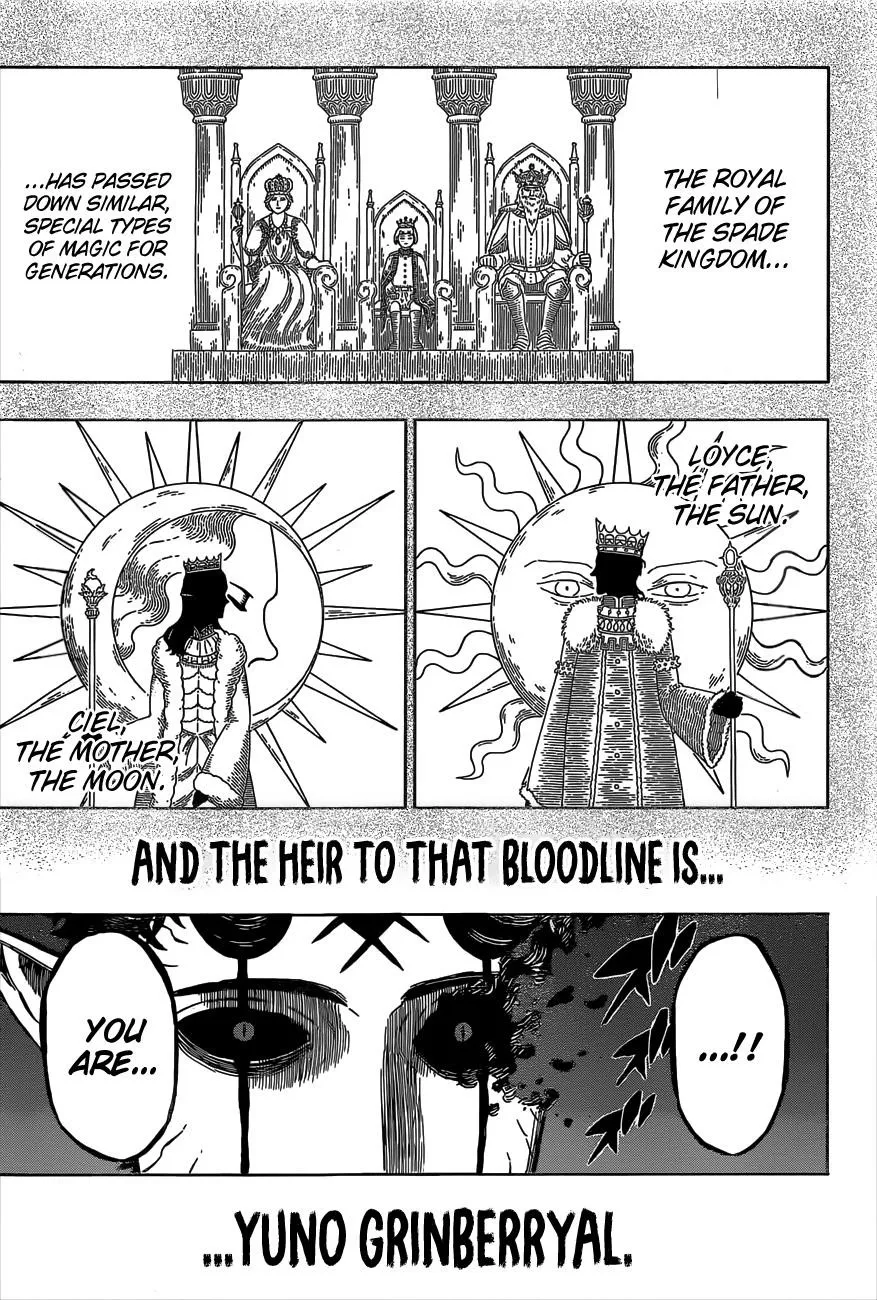 THE ROYAL
FAMILY OF
THE SPADE
KINGDOM...
...HAS PASSED
DOWN SIMILAR,
SPECIAL TYPES
OF MAGIC FOR
GENERATIONS.
LOYCE,
THE FATHER,
THE SUN.
CIEL,
THE MOTHER,
THE MOON.
AND THE HEIR TO THAT BLOODLINE IS...
...!!
YOU
ARE...
...YUNO GRINBERRYAL.